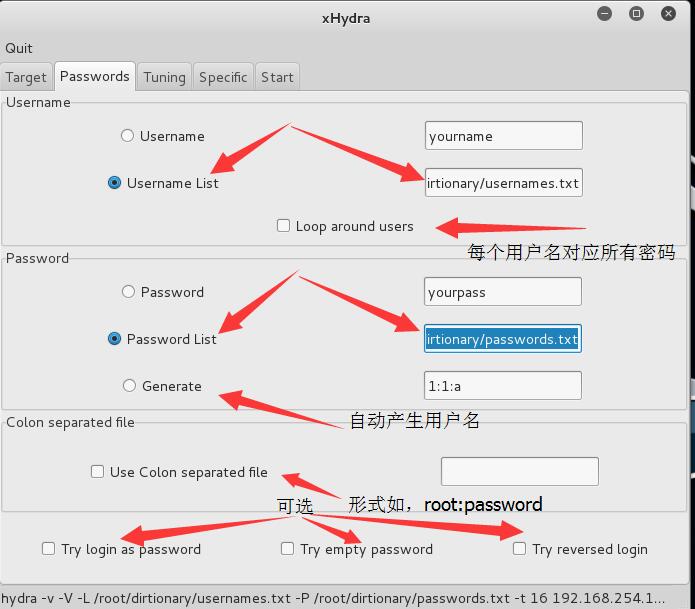 xHydra
Quit
Target Passwords Tuning Specific Start
Username
Username yourname
Username List irtionary/usernames.txt
Loop around users
每个用户名对应所有密码
Password
Password yourpass
Password List irtionary/passwords.txt
Generate 1:1:a
自动产生用户名
Colon separated file
Use Colon separated file
可选 形式如，root:password
Try login as password Try empty password Try reversed login
hydra -v -V -L /root/dirtionary/usernames.txt -P /root/dirtionary/passwords.txt -t 16 192.168.254.1...